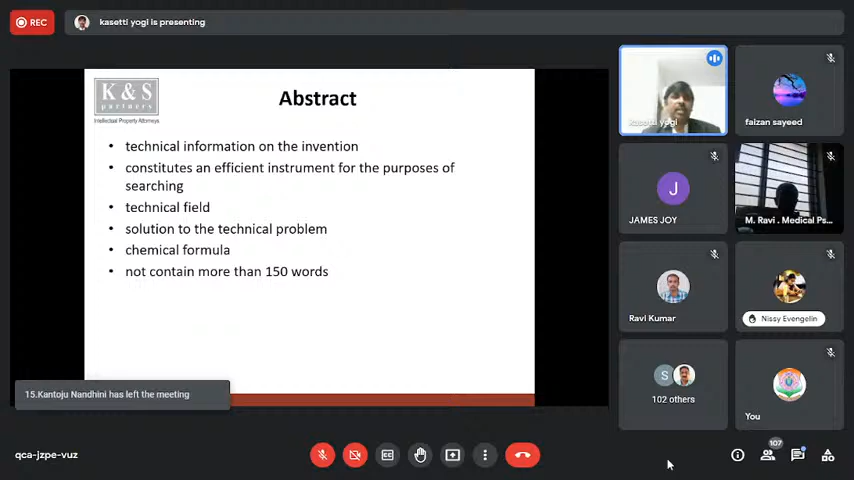 REC
kasetti yogi is presenting
K & S
partners
Intellectual Property Attorneys
Abstract
• technical information on the invention
• constitutes an efficient instrument for the purposes of
searching
• technical field
• solution to the technical problem
• chemical formula
• not contain more than 150 words
15.Kantoju Nandhini has left the meeting
kasetti yogi
faizan sayeed
J
JAMES JOY
M. Ravi . Medical Ps...
Ravi Kumar
Nissy Evengelin
S
102 others
You
qca-jzpe-vuz
CC
107